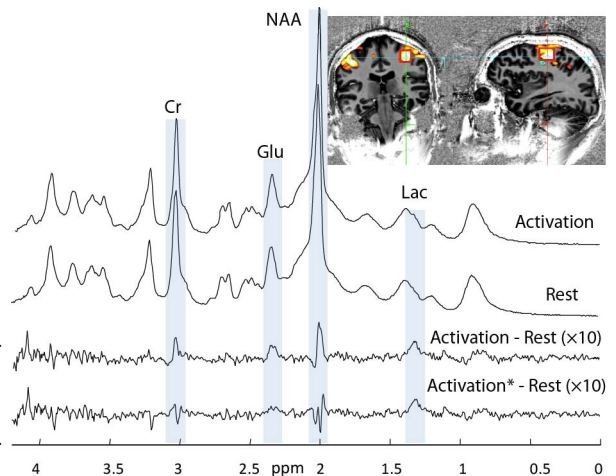 NAA
Cr
Glu
Lac
Activation
Rest
Activation - Rest (×10)
Activation* - Rest (×10)
4 3.5 3 2.5 ppm 2 1.5 1 0.5 0